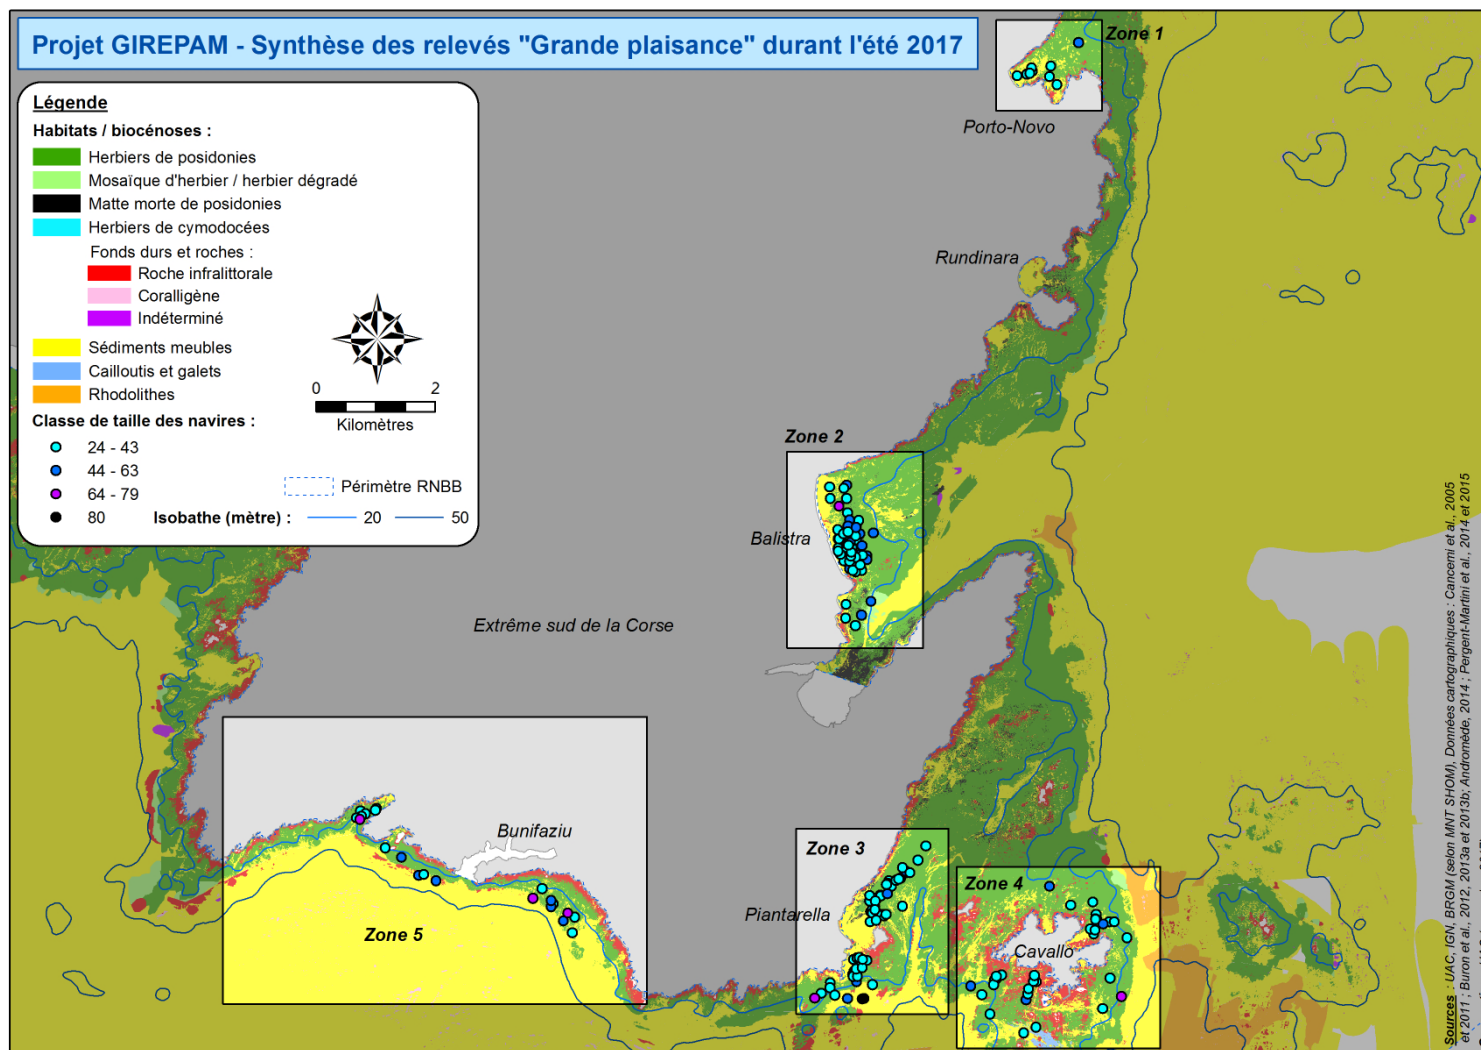 Projet GIREPAM - Synthèse des relevés "Grande plaisance" durant l'été 2017
Légende
Habitats / biocénoses :
Herbiers de posidonies
Mosaïque d'herbier / herbier dégradé
Matte morte de posidonies
Herbiers de cymodocées
Fonds durs et roches :
Roche infralittorale
Coralligène
Indéterminé
Sédiments meubles
Cailloutis et galets
Rhodolithes
0 2
Kilomètres
Classe de taille des navires :
24 - 43
44 - 63
64 - 79
80
Périmètre RNBB
Isobathe (mètre) : 20 50
Zone 1
Porto-Novo
Rundinara
Zone 2
Balistra
Extrême sud de la Corse
Bunifaziu
Zone 5
Zone 3
Piantarella
Zone 4
Cavallo
Sources : UAC, IGN, BRGM (selon MNT SHOM), Données cartographiques : Cancemi et al., 2005
et 2011 ; Buron et al., 2012, 2013a et 2013b; Andromède, 2014 ; Pergent-Martini et al., 2014 et 2015